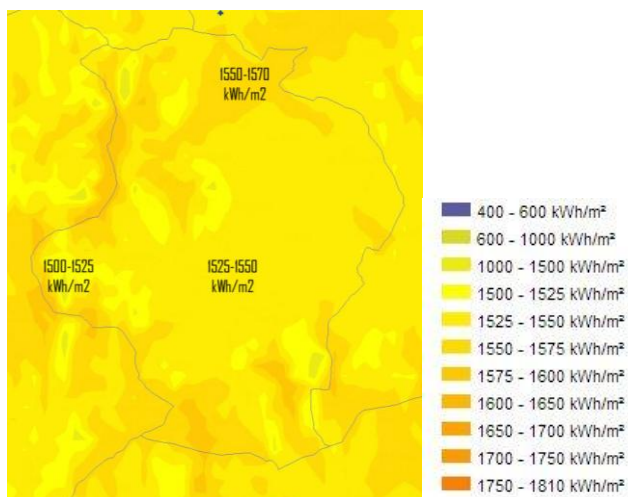 1550-1570
kWh/m2
1500-1525
kWh/m2
1525-1550
kWh/m2
400 - 600 kWh/m²
600 - 1000 kWh/m²
1000 - 1500 kWh/m²
1500 - 1525 kWh/m²
1525 - 1550 kWh/m²
1550 - 1575 kWh/m²
1575 - 1600 kWh/m²
1600 - 1650 kWh/m²
1650 - 1700 kWh/m²
1700 - 1750 kWh/m²
1750 - 1810 kWh/m²